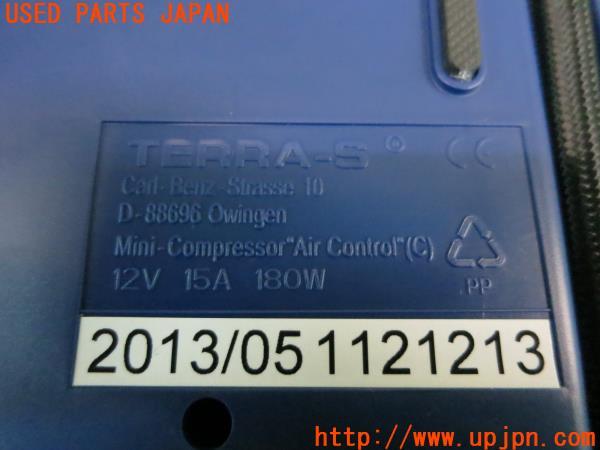 USED PARTS JAPAN
TERRA-S ® CE
Carl-Benz-Strasse 10
D-88696 Owingen
Mini-Compressor"Air Control"(C)
12V 15A 180W
PP
2013/05 1121213
http://www.upjpn.com